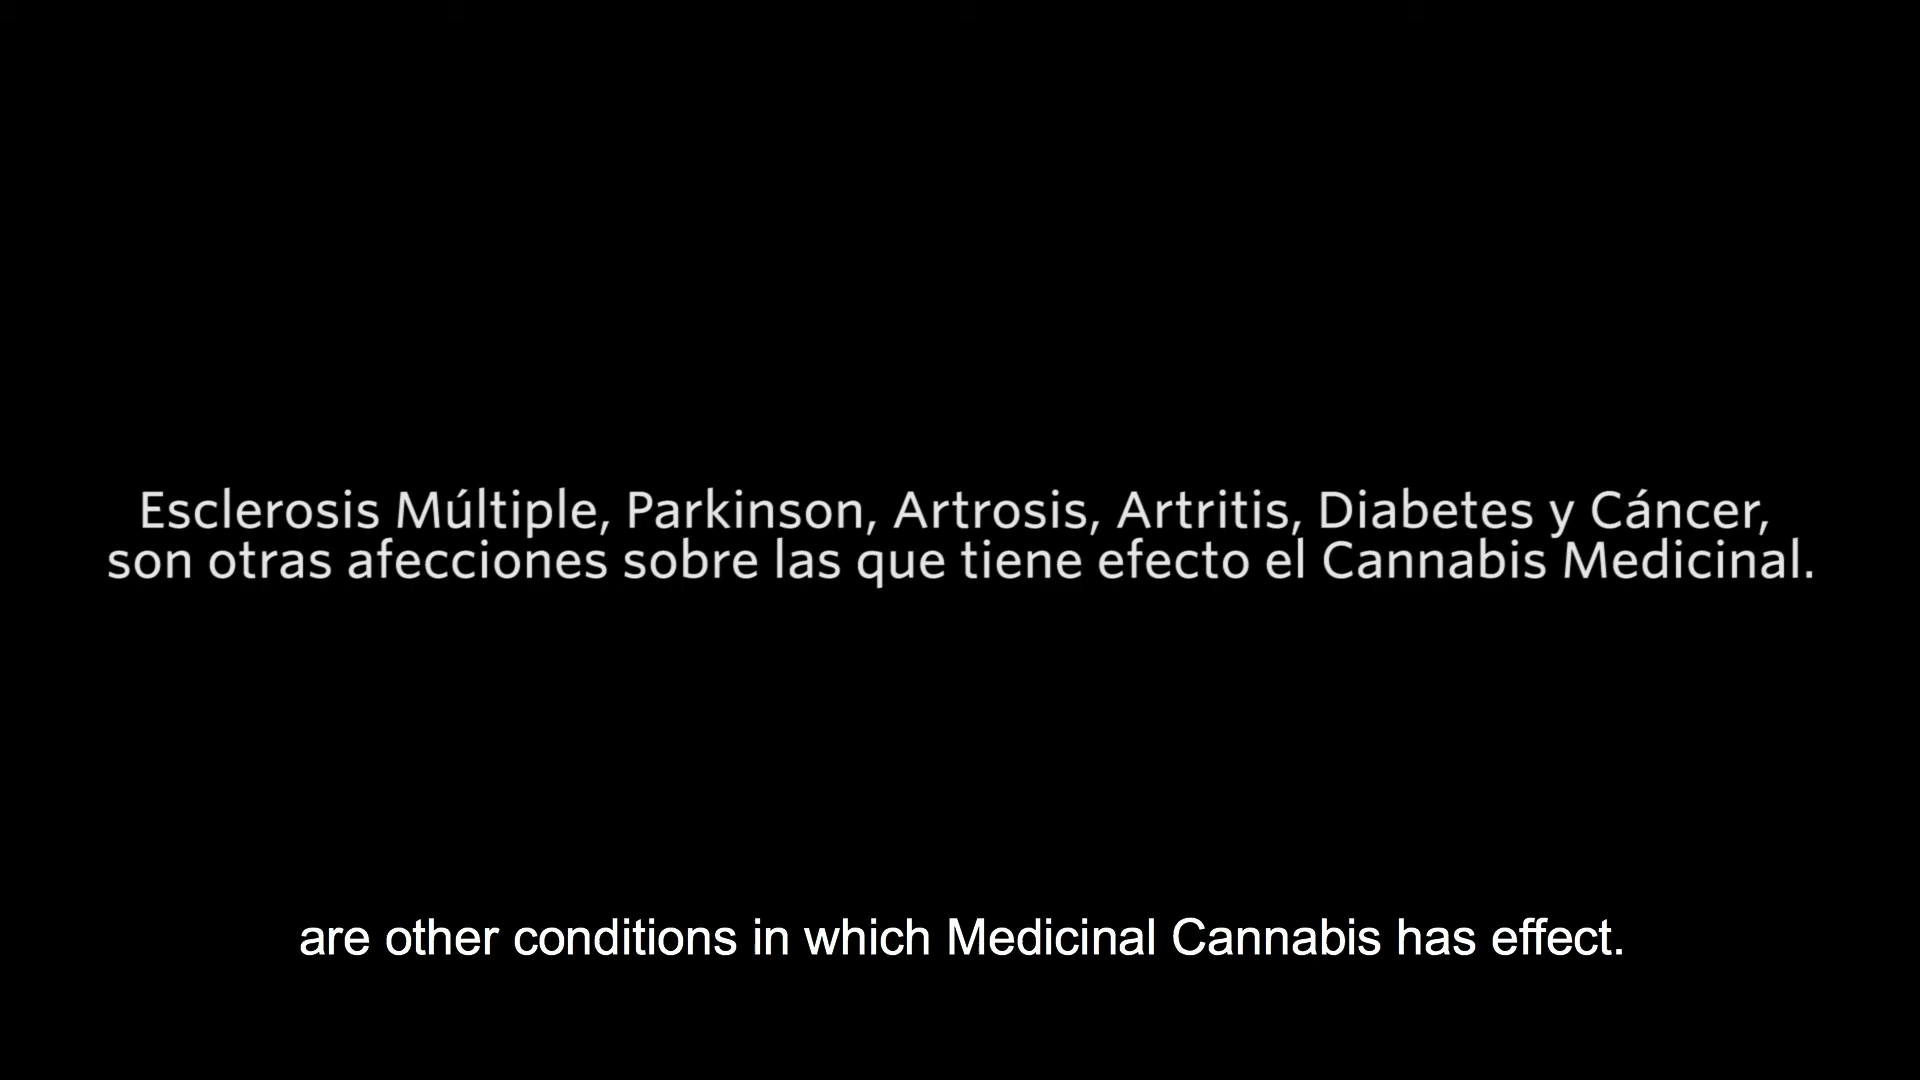 Esclerosis Múltiple, Parkinson, Artrosis, Artritis, Diabetes y Cáncer,
son otras afecciones sobre las que tiene efecto el Cannabis Medicinal.
are other conditions in which Medicinal Cannabis has effect.